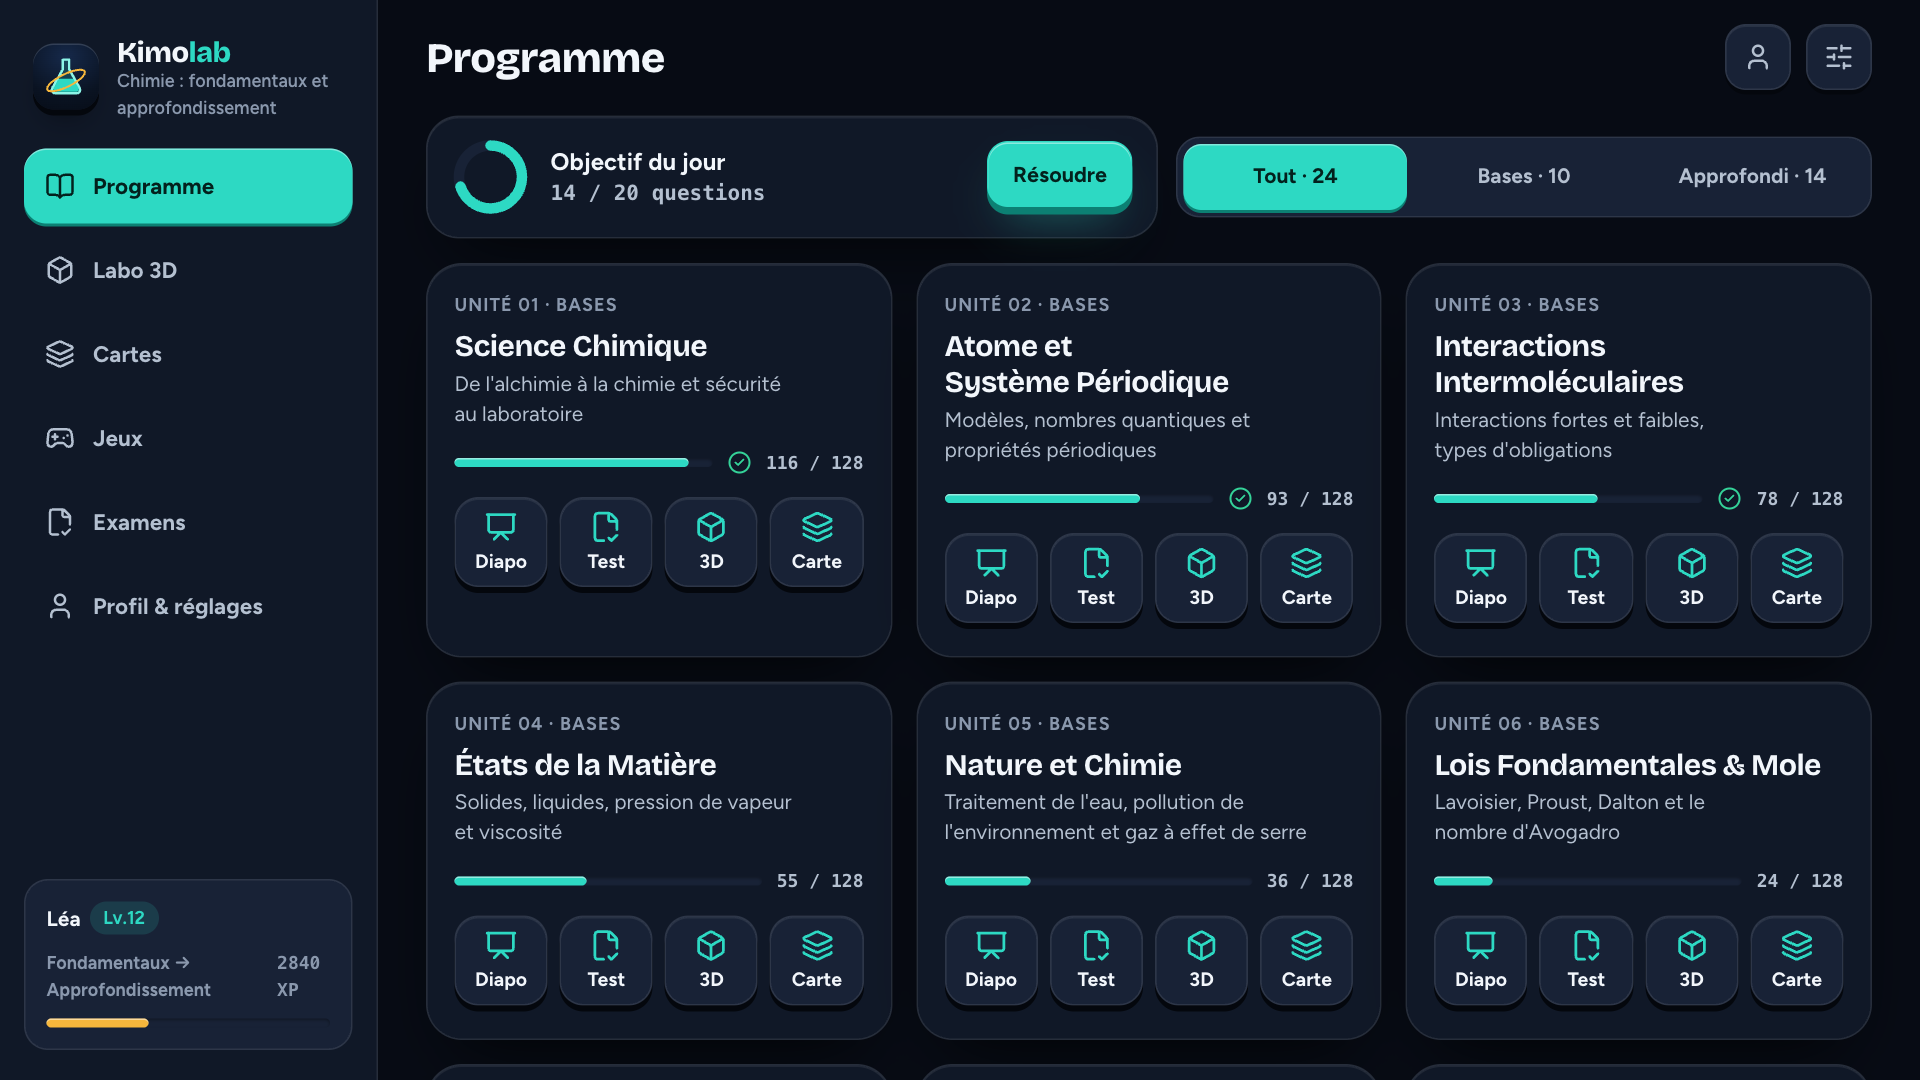 Kimolab
Chimie : fondamentaux et
approfondissement
Programme
Labo 3D
Cartes
Jeux
Examens
Profil & réglages
Léa
Lv.12
Fondamentaux →
Approfondissement
2840
XP
Programme
Objectif du jour
14 / 20 questions
Résoudre
Tout · 24
Bases · 10
Approfondi · 14
UNITÉ 01 · BASES
Science Chimique
De l'alchimie à la chimie et sécurité
au laboratoire
116 / 128
Diapo
Test
3D
Carte
UNITÉ 02 · BASES
Atome et
Système Périodique
Modèles, nombres quantiques et
propriétés périodiques
93 / 128
Diapo
Test
3D
Carte
UNITÉ 03 · BASES
Interactions
Intermoléculaires
Interactions fortes et faibles,
types d'obligations
78 / 128
Diapo
Test
3D
Carte
UNITÉ 04 · BASES
États de la Matière
Solides, liquides, pression de vapeur
et viscosité
55 / 128
Diapo
Test
3D
Carte
UNITÉ 05 · BASES
Nature et Chimie
Traitement de l'eau, pollution de
l'environnement et gaz à effet de serre
36 / 128
Diapo
Test
3D
Carte
UNITÉ 06 · BASES
Lois Fondamentales & Mole
Lavoisier, Proust, Dalton et le
nombre d'Avogadro
24 / 128
Diapo
Test
3D
Carte